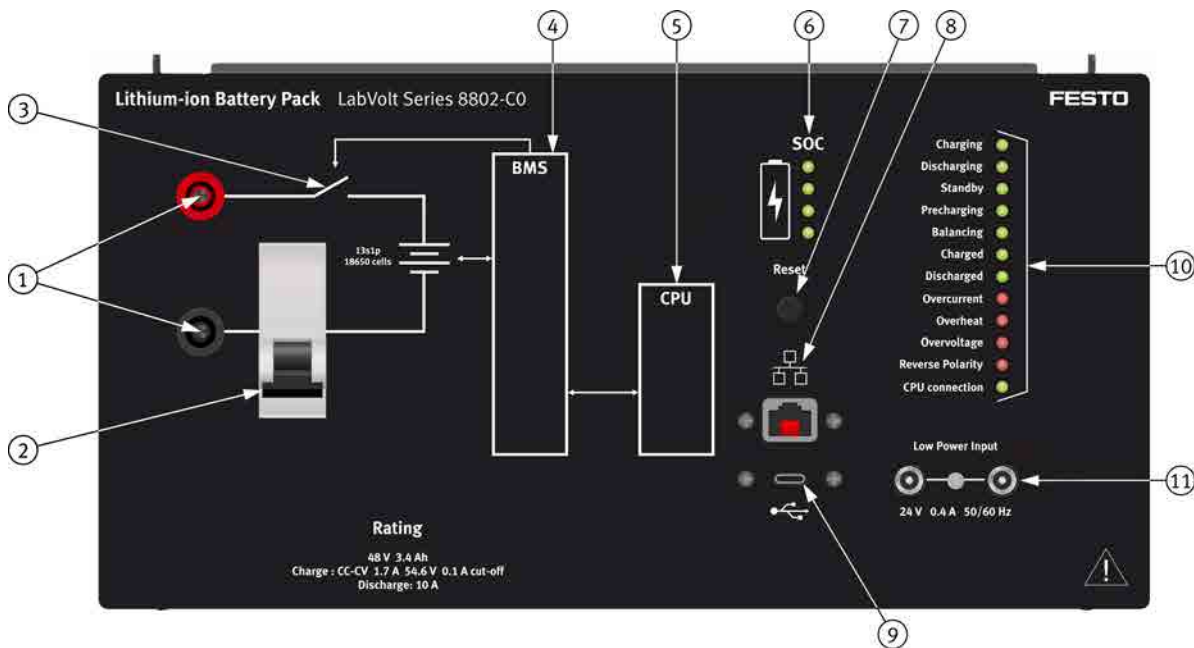 4
5
6
7
8
Lithium-ion Battery Pack LabVolt Series 8802-C0
FESTO
3
SOC
BMS
Charging
Discharging
Standby
Precharging
Balancing
Charged
Discharged
Overcurrent
Overheat
Overvoltage
Reverse Polarity
CPU connection
10
13s1p
18650 cells
1
Reset
CPU
2
Low Power Input
11
24 V 0.4 A 50/60 Hz
Rating
48 V 3.4 Ah
Charge : CC-CV 1.7 A 54.6 V 0.1 A cut-off
Discharge: 10 A
9